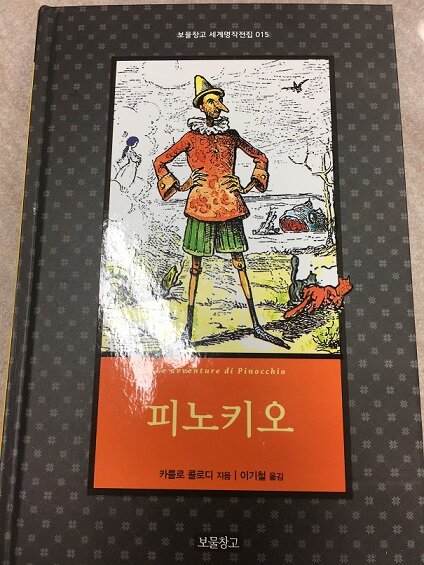 보물창고 세계명작전집 015
Le avventure di Pinocchio
피노키오
카를로 콜로디 지음 | 이기철 옮김
보물창고